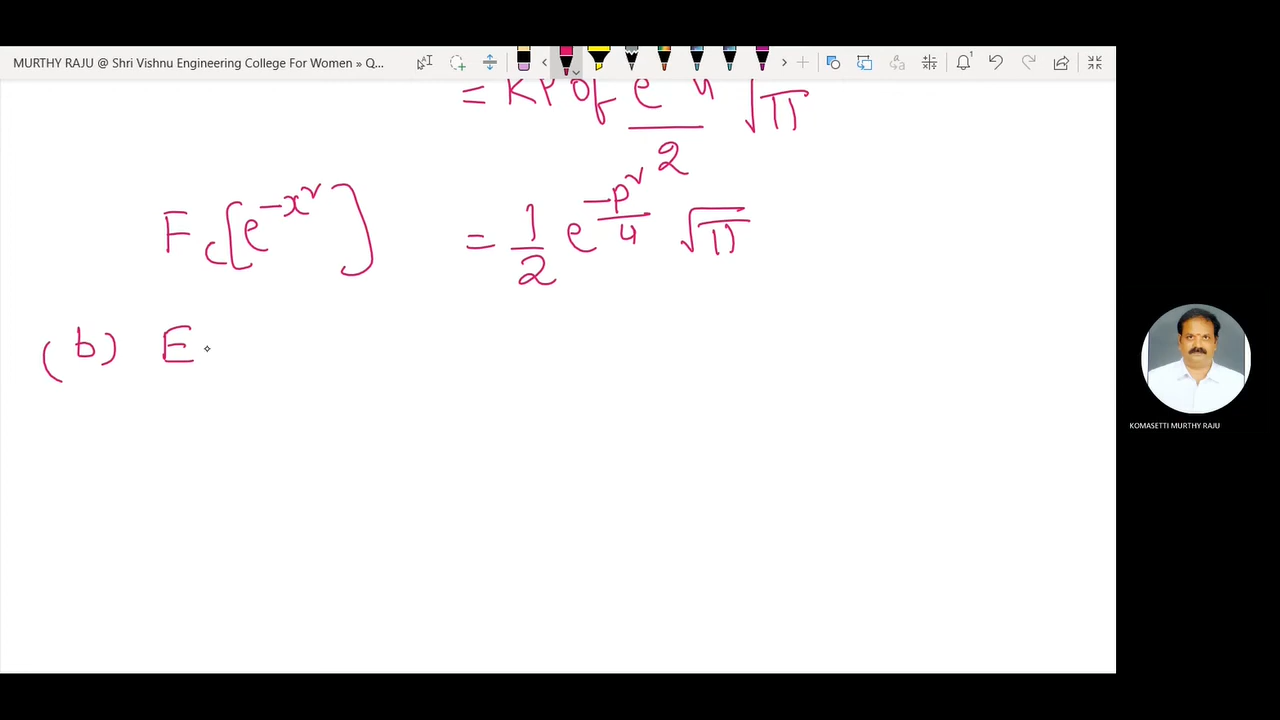 MURTHY RAJU @ Shri Vishnu Engineering College For Women » Q...
= RP of e 4 / 2 √π
F_c[e^{-x²}] = 1/2 e^{-p²/4} √π
(b) E
KOMASETTI MURTHY RAJU